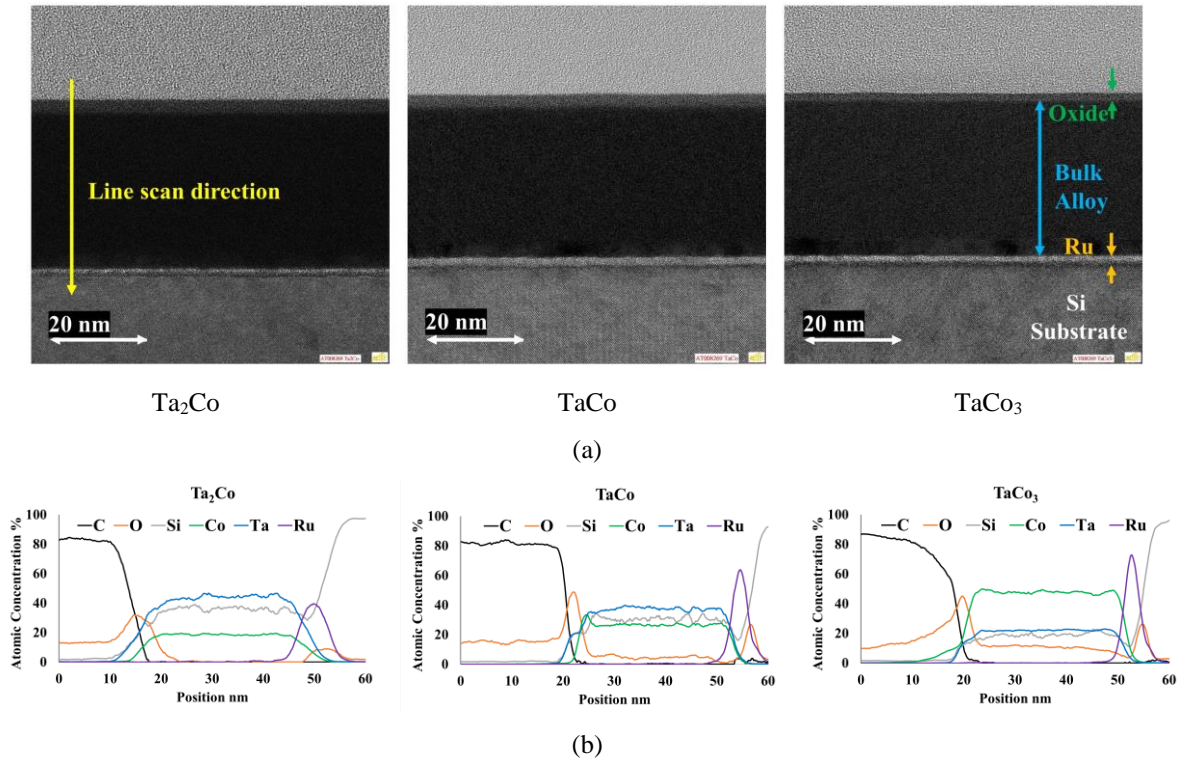 Line scan direction
20 nm
20 nm
Oxide
Bulk
Alloy
Ru
Si
Substrate
20 nm
AT008269 TaCo
Ta₂Co
TaCo
TaCo₃
(a)
Ta₂Co
C O Si Co Ta Ru
Atomic Concentration %
100
80
60
40
20
0
0 10 20 30 40 50 60
Position nm
TaCo
C O Si Co Ta Ru
Atomic Concentration %
100
80
60
40
20
0
0 10 20 30 40 50 60
Position nm
TaCo₃
C O Si Co Ta Ru
Atomic Concentration %
100
80
60
40
20
0
0 10 20 30 40 50 60
Position nm
(b)